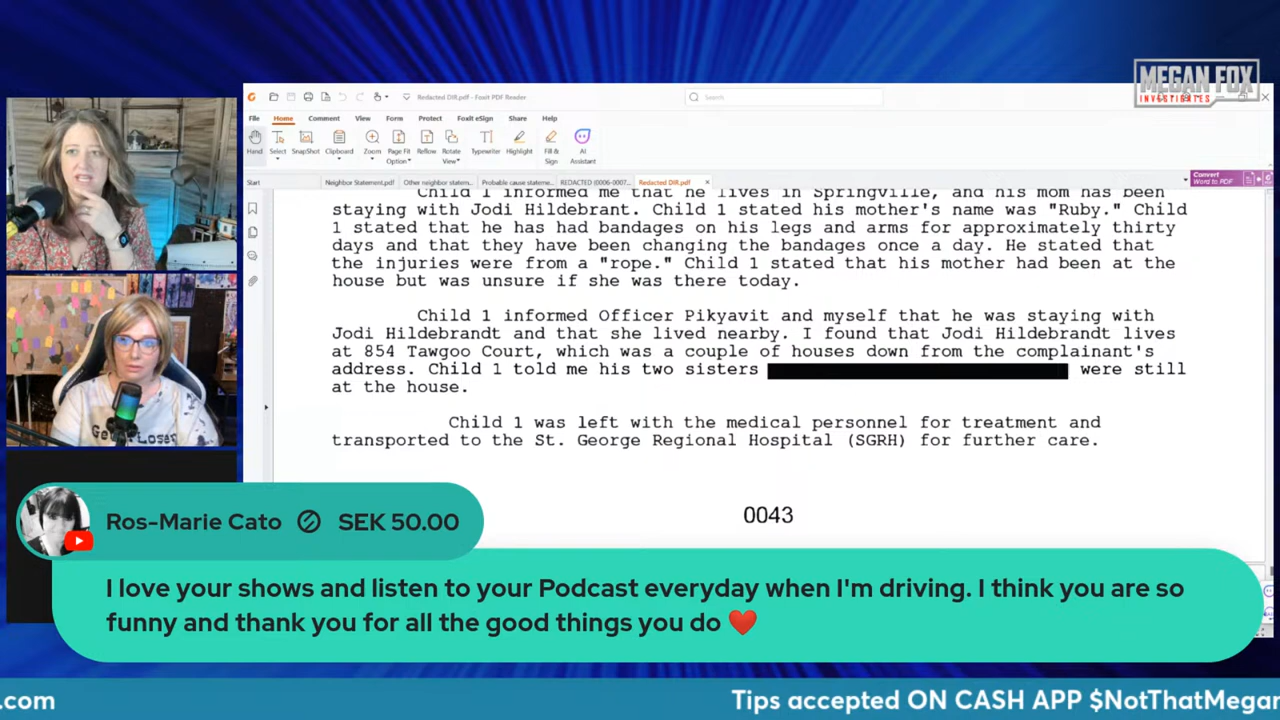 MEGAN FOX
INVESTIGATES
Redacted DIR.pdf - Foxit PDF Reader
Search
File Home Comment View Form Protect Foxit eSign Share Help
Hand Select SnapShot Clipboard Zoom Page Fit Option Reflow Rotate View Typewriter Highlight Fill & Sign AI Assistant
Start Neighbor Statement.pdf Other neighbor statem... Probable cause stateme... REDACTED (0006-0007... Redacted DIR.pdf
Convert
Word to PDF
Child 1 informed me that he lives in Springville, and his mom has been
staying with Jodi Hildebrant. Child 1 stated his mother's name was "Ruby." Child
1 stated that he has had bandages on his legs and arms for approximately thirty
days and that they have been changing the bandages once a day. He stated that
the injuries were from a "rope." Child 1 stated that his mother had been at the
house but was unsure if she was there today.
Child 1 informed Officer Pikyavit and myself that he was staying with
Jodi Hildebrandt and that she lived nearby. I found that Jodi Hildebrandt lives
at 854 Tawgoo Court, which was a couple of houses down from the complainant's
address. Child 1 told me his two sisters were still
at the house.
Child 1 was left with the medical personnel for treatment and
transported to the St. George Regional Hospital (SGRH) for further care.
0043
Ros-Marie Cato SEK 50.00
I love your shows and listen to your Podcast everyday when I'm driving. I think you are so
funny and thank you for all the good things you do ❤️
.com
Tips accepted ON CASH APP $NotThatMegan